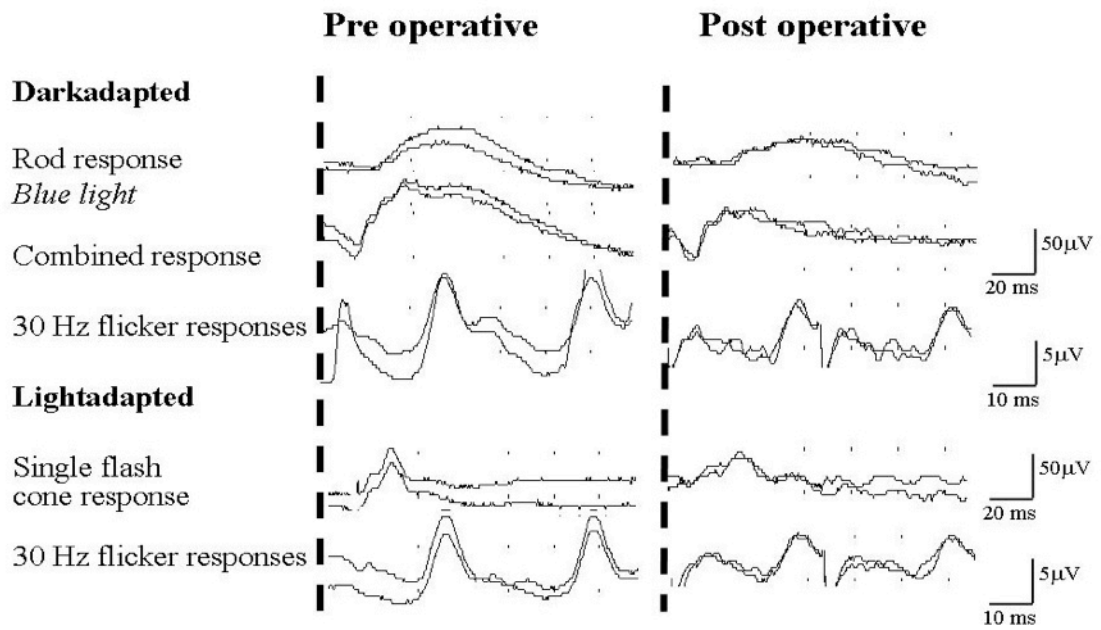 Pre operative
Post operative
Darkadapted
Rod response
Blue light
Combined response
50µV
20 ms
30 Hz flicker responses
5µV
10 ms
Lightadapted
Single flash
cone response
50µV
20 ms
30 Hz flicker responses
5µV
10 ms